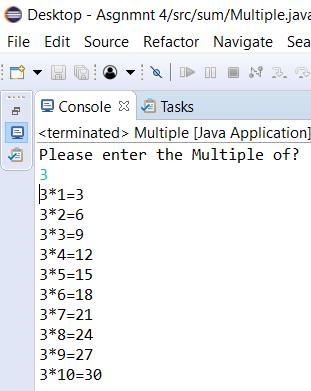 Desktop - Asgnmnt 4/src/sum/Multiple.java
File Edit Source Refactor Navigate Sea
Console Tasks
<terminated> Multiple [Java Application]
Please enter the Multiple of?
3
3*1=3
3*2=6
3*3=9
3*4=12
3*5=15
3*6=18
3*7=21
3*8=24
3*9=27
3*10=30